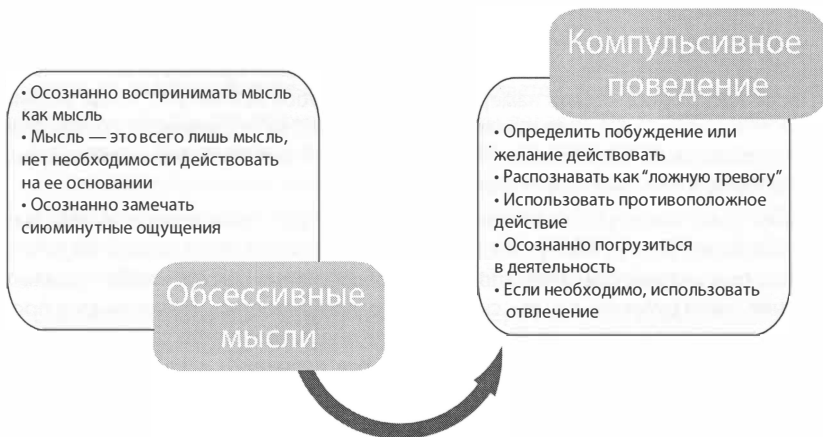 • Осознанно воспринимать мысль
как мысль
• Мысль — это всего лишь мысль,
нет необходимости действовать
на ее основании
• Осознанно замечать
сиюминутные ощущения
Обсессивные
мысли
Компульсивное
поведение
• Определить побуждение или
желание действовать
• Распознавать как “ложную тревогу”
• Использовать противоположное
действие
• Осознанно погрузиться
в деятельность
• Если необходимо, использовать
отвлечение